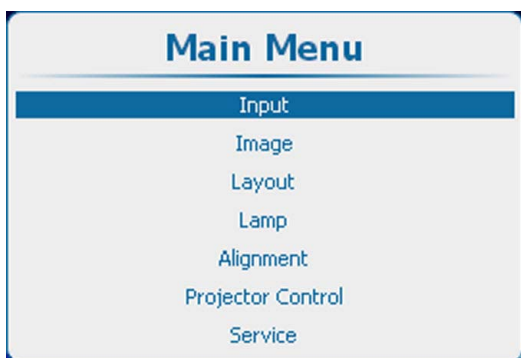 Main Menu
Input
Image
Layout
Lamp
Alignment
Projector Control
Service